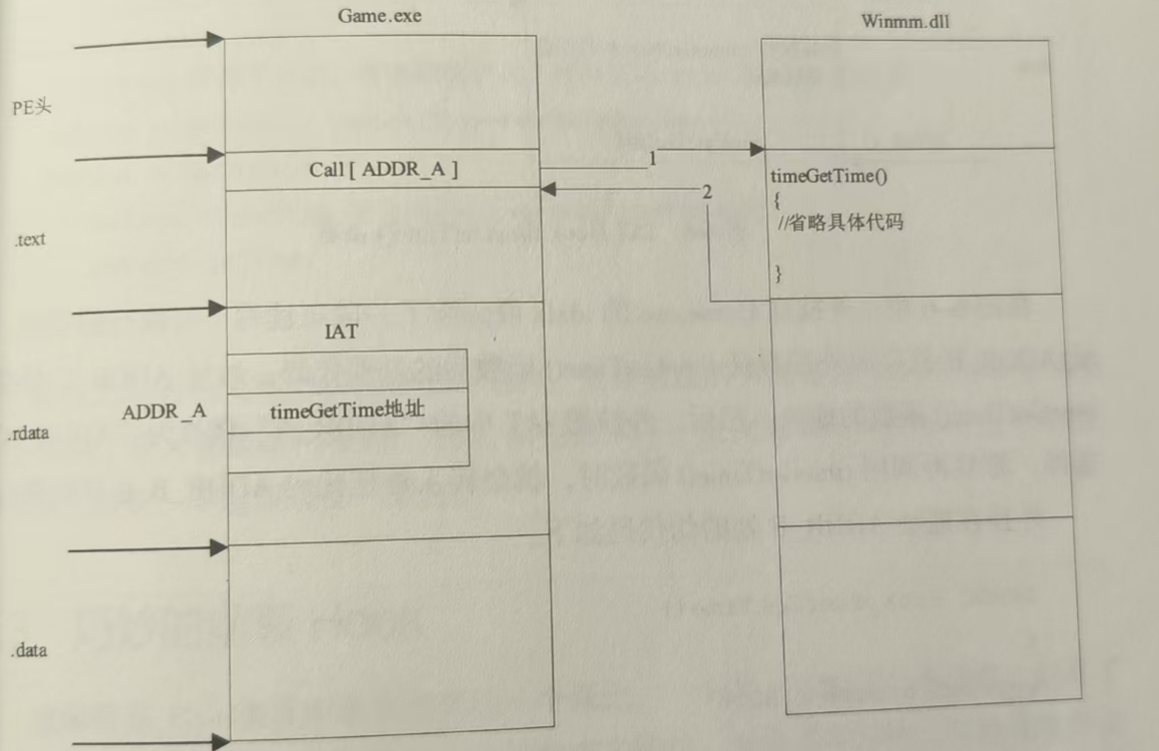 Game.exe
Winmm.dll
PE头
Call [ ADDR_A ]
1
timeGetTime()
2
{
//省略具体代码
.text
}
IAT
ADDR_A
timeGetTime地址
.rdata
.data